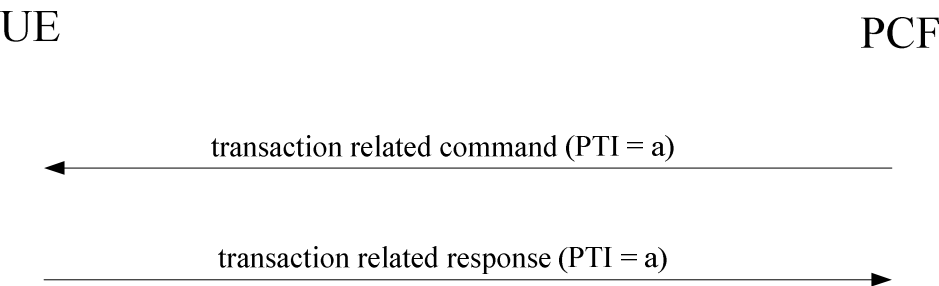 UE
PCF
transaction related command (PTI = a)
transaction related response (PTI = a)